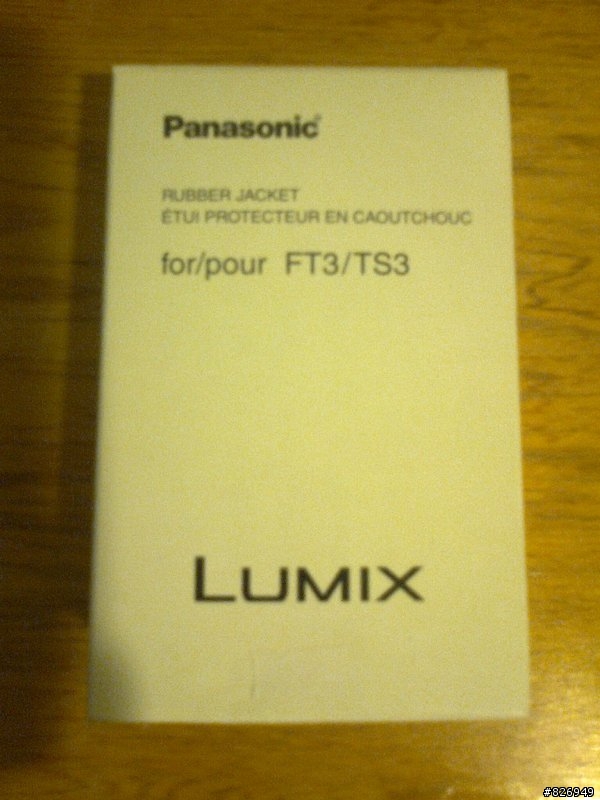 Panasonic
RUBBER JACKET
ÉTUI PROTECTEUR EN CAOUTCHOUC
for/pour FT3/TS3
LUMIX
#826949